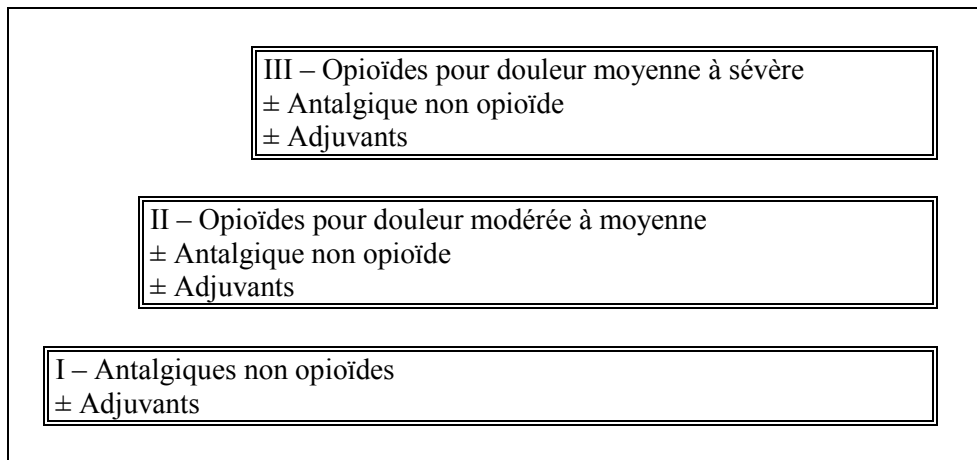 III – Opioïdes pour douleur moyenne à sévère
± Antalgique non opioïde
± Adjuvants
II – Opioïdes pour douleur modérée à moyenne
± Antalgique non opioïde
± Adjuvants
I – Antalgiques non opioïdes
± Adjuvants